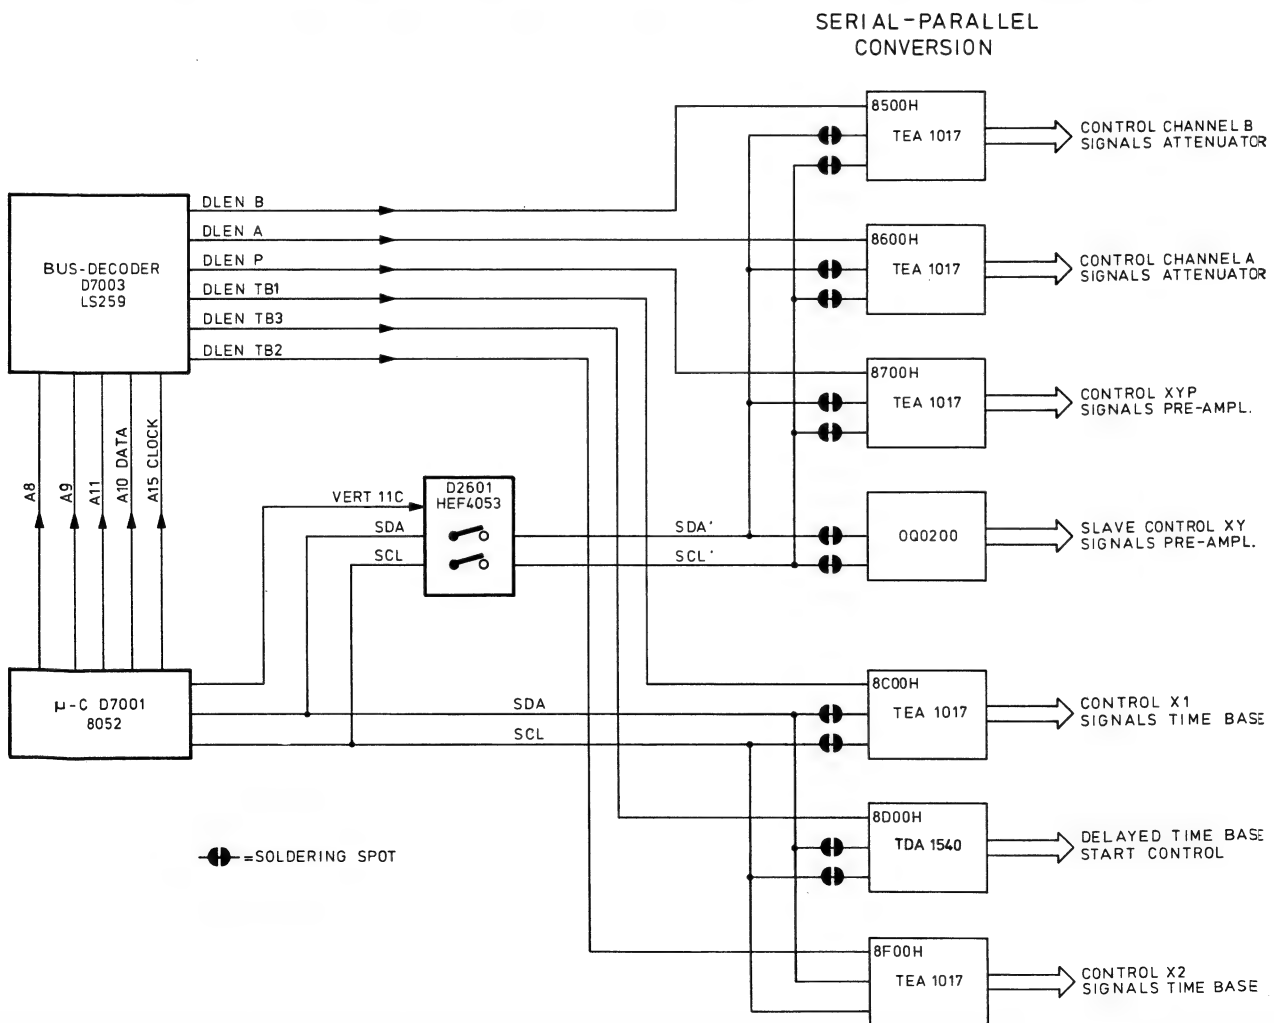 SERIAL-PARALLEL
CONVERSION
8500H
TEA 1017
CONTROL CHANNEL B
SIGNALS ATTENUATOR
DLEN B
DLEN A
DLEN P
DLEN TB1
DLEN TB3
DLEN TB2
BUS-DECODER
D7003
LS259
8600H
TEA 1017
CONTROL CHANNEL A
SIGNALS ATTENUATOR
8700H
TEA 1017
CONTROL XYP
SIGNALS PRE-AMPL.
A8
A9
A11
A10 DATA
A15 CLOCK
VERT 11C
SDA
SCL
D2601
HEF4053
SDA'
SCL'
OQ0200
SLAVE CONTROL XY
SIGNALS PRE-AMPL.
μ-C D7001
8052
SDA
SCL
8C00H
TEA 1017
CONTROL X1
SIGNALS TIME BASE
8D00H
TDA 1540
DELAYED TIME BASE
START CONTROL
=SOLDERING SPOT
8F00H
TEA 1017
CONTROL X2
SIGNALS TIME BASE